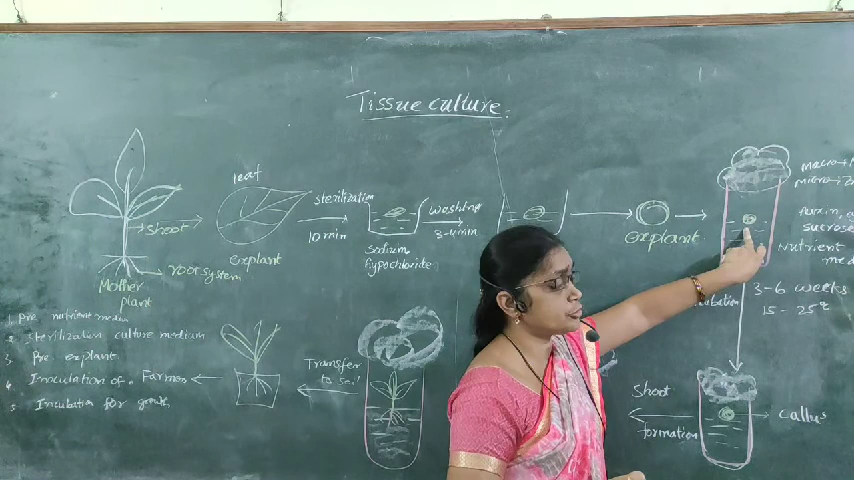 Tissue culture.
leaf
shoot
root system
Mother
plant
explant
sterilization
10 min
sodium
hypochlorite
washing
3-4 min
explant
macro
micro
sucrose
Nutrient
3-6 weeks
15 - 25°
callus
Shoot
formation
Transfer
to soil
1. Pre nutrient media
2 sterilization culture medium
3. Pre explant
4 Inoculation of. Farmer
5 Incubation for growth